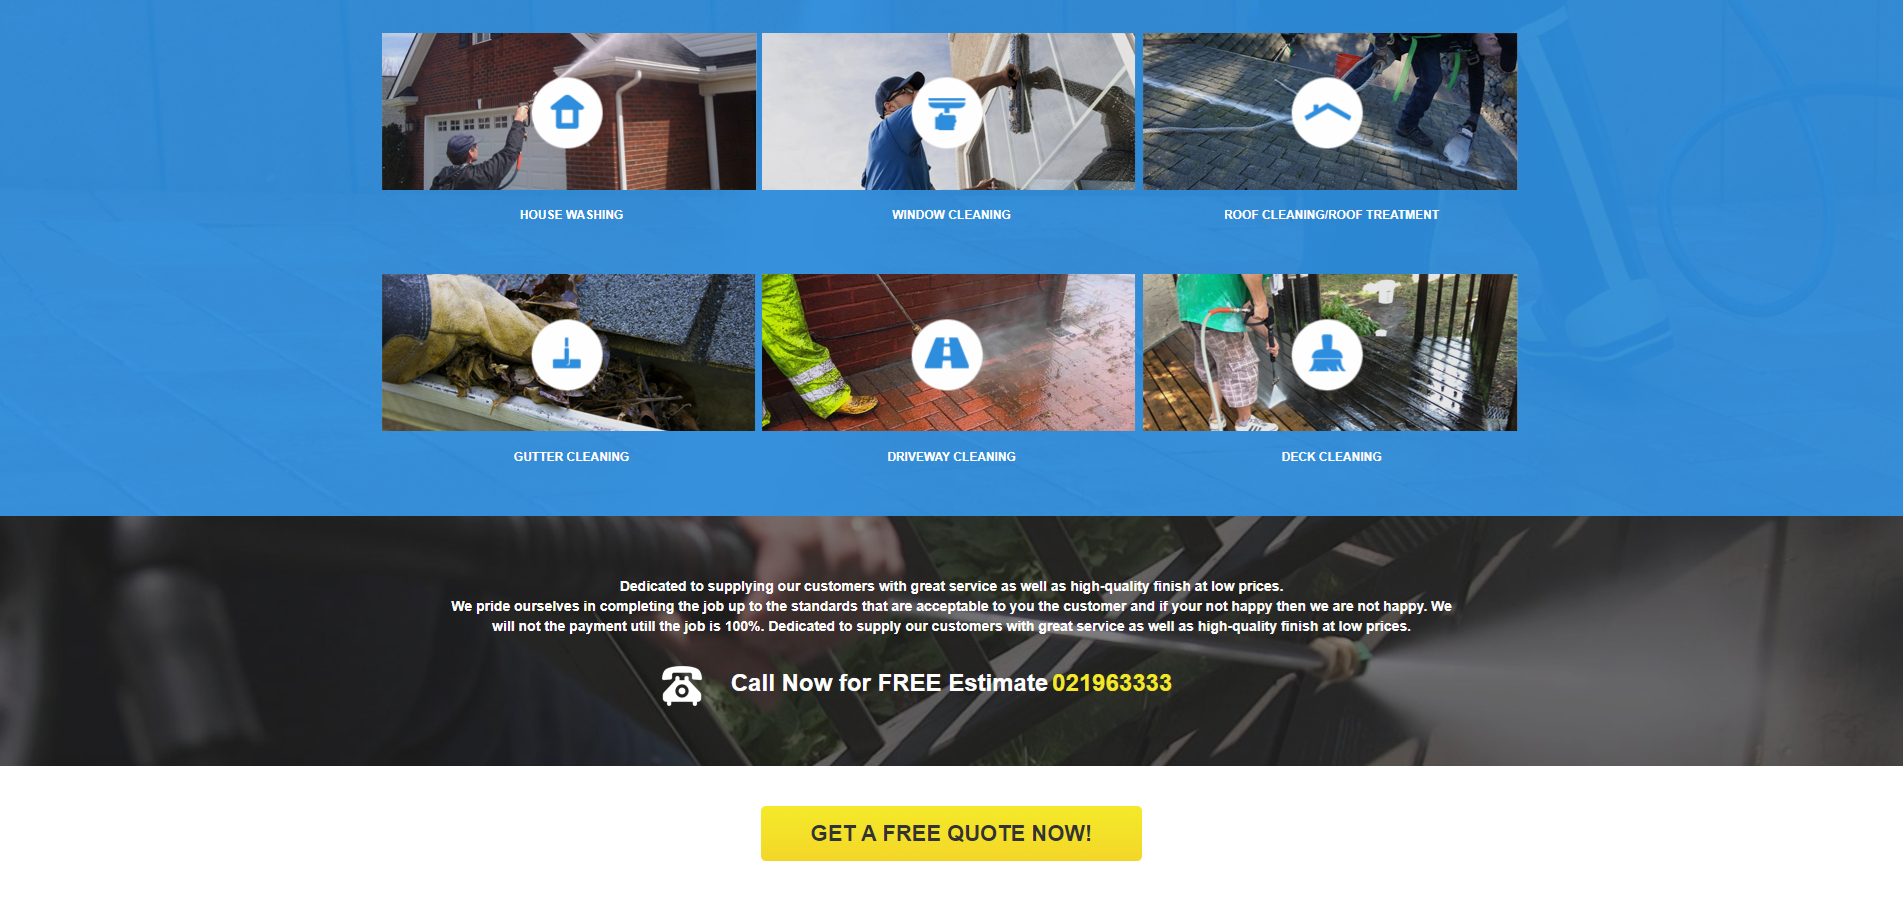 HOUSE WASHING
WINDOW CLEANING
ROOF CLEANING/ROOF TREATMENT
GUTTER CLEANING
DRIVEWAY CLEANING
DECK CLEANING
Dedicated to supplying our customers with great service as well as high-quality finish at low prices.
We pride ourselves in completing the job up to the standards that are acceptable to you the customer and if your not happy then we are not happy. We
will not the payment utill the job is 100%. Dedicated to supply our customers with great service as well as high-quality finish at low prices.
Call Now for FREE Estimate 021963333
GET A FREE QUOTE NOW!